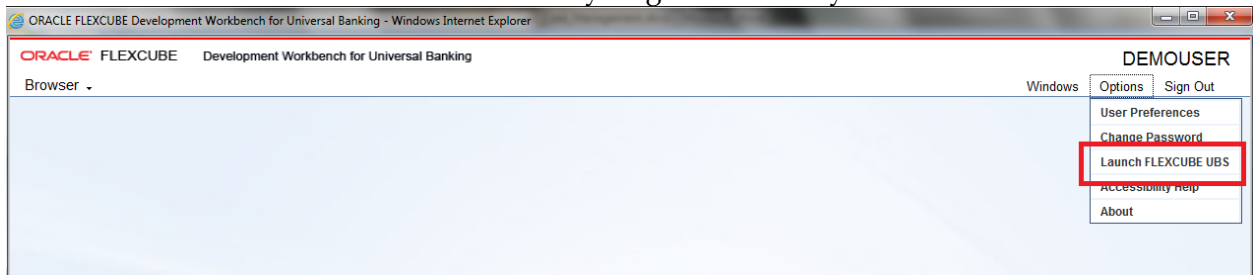 ORACLE FLEXCUBE Development Workbench for Universal Banking - Windows Internet Explorer
ORACLE FLEXCUBE Development Workbench for Universal Banking
DEMOUSER
Browser
Windows Options Sign Out
User Preferences
Change Password
Launch FLEXCUBE UBS
Accessibility Help
About